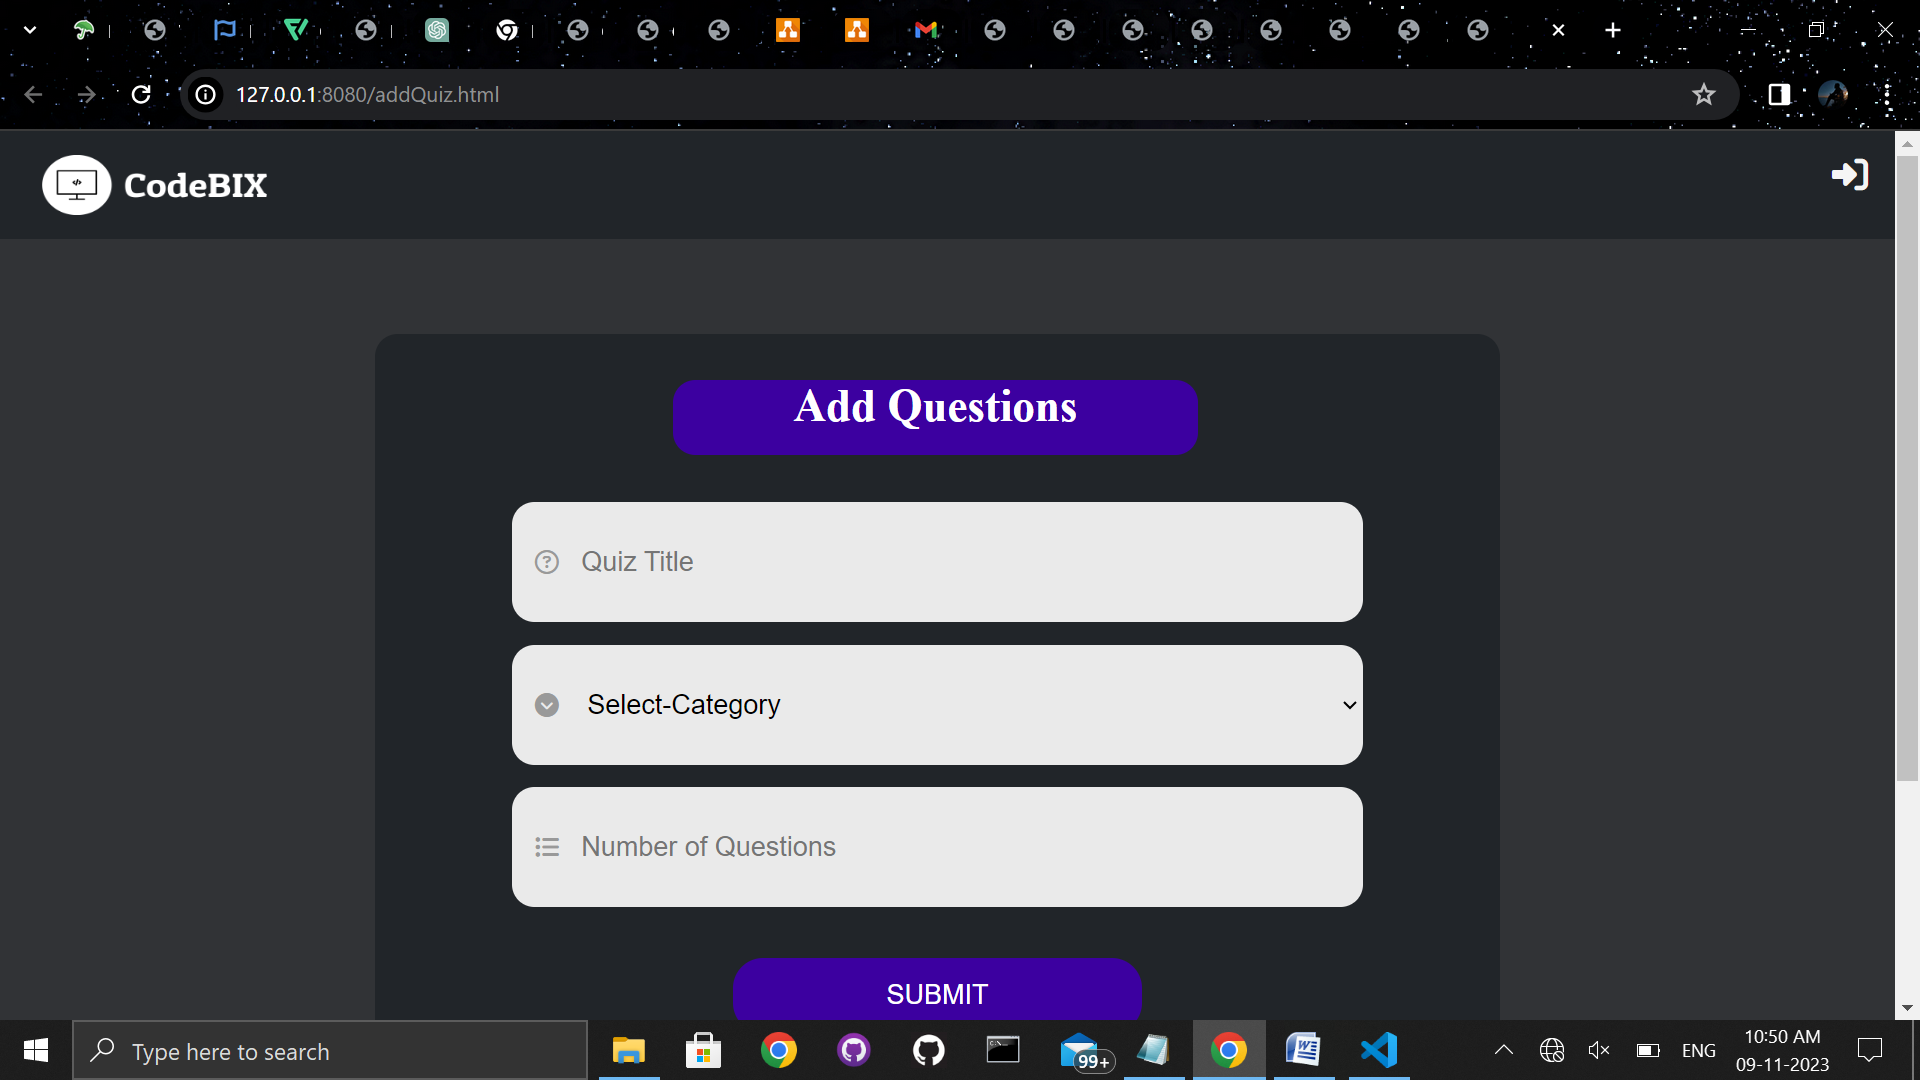 127.0.0.1:8080/addQuiz.html
CodeBIX
Add Questions
Quiz Title
Select-Category
Number of Questions
SUBMIT
Type here to search
99+
ENG
10:50 AM
09-11-2023